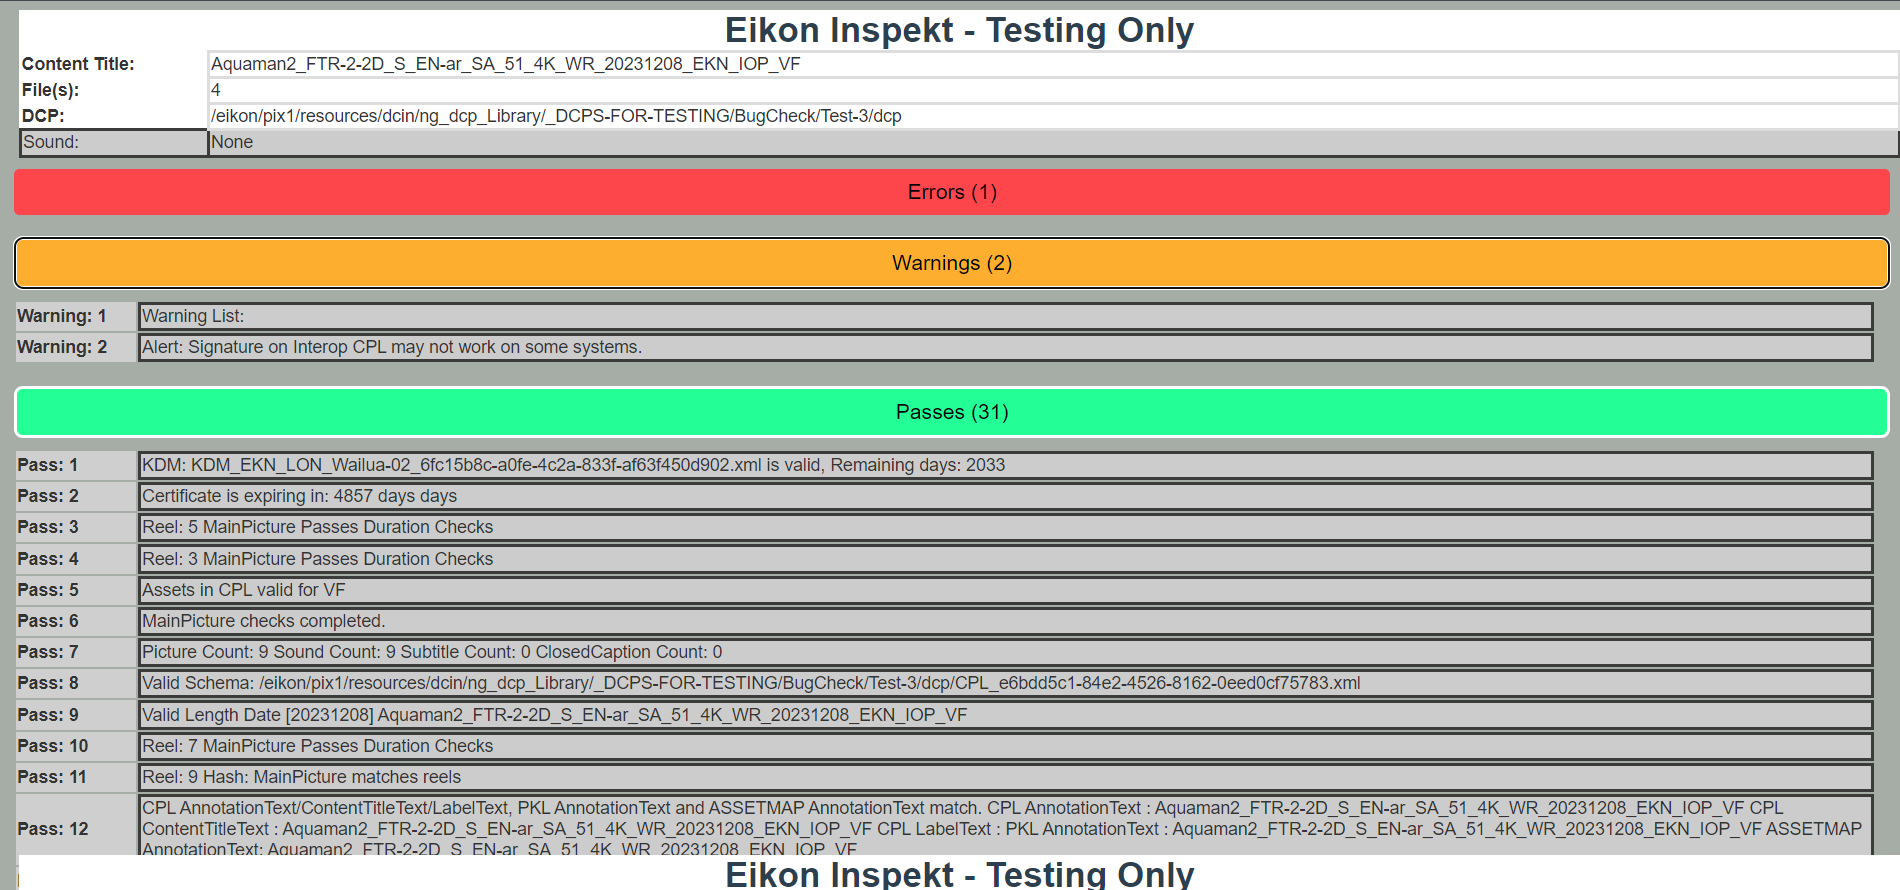 Eikon Inspekt - Testing Only
Content Title: Aquaman2_FTR-2-2D_S_EN-ar_SA_51_4K_WR_20231208_EKN_IOP_VF
File(s): 4
DCP: /eikon/pix1/resources/dcin/ng_dcp_Library/_DCPS-FOR-TESTING/BugCheck/Test-3/dcp
Sound: None
Errors (1)
Warnings (2)
Warning: 1 Warning List:
Warning: 2 Alert: Signature on Interop CPL may not work on some systems.
Passes (31)
Pass: 1 KDM: KDM_EKN_LON_Wailua-02_6fc15b8c-a0fe-4c2a-833f-af63f450d902.xml is valid, Remaining days: 2033
Pass: 2 Certificate is expiring in: 4857 days days
Pass: 3 Reel: 5 MainPicture Passes Duration Checks
Pass: 4 Reel: 3 MainPicture Passes Duration Checks
Pass: 5 Assets in CPL valid for VF
Pass: 6 MainPicture checks completed.
Pass: 7 Picture Count: 9 Sound Count: 9 Subtitle Count: 0 ClosedCaption Count: 0
Pass: 8 Valid Schema: /eikon/pix1/resources/dcin/ng_dcp_Library/_DCPS-FOR-TESTING/BugCheck/Test-3/dcp/CPL_e6bdd5c1-84e2-4526-8162-0eed0cf75783.xml
Pass: 9 Valid Length Date [20231208] Aquaman2_FTR-2-2D_S_EN-ar_SA_51_4K_WR_20231208_EKN_IOP_VF
Pass: 10 Reel: 7 MainPicture Passes Duration Checks
Pass: 11 Reel: 9 Hash: MainPicture matches reels
CPL AnnotationText/ContentTitleText/LabelText, PKL AnnotationText and ASSETMAP AnnotationText match. CPL AnnotationText : Aquaman2_FTR-2-2D_S_EN-ar_SA_51_4K_WR_20231208_EKN_IOP_VF CPL
Pass: 12 ContentTitleText : Aquaman2_FTR-2-2D_S_EN-ar_SA_51_4K_WR_20231208_EKN_IOP_VF CPL LabelText : PKL AnnotationText : Aquaman2_FTR-2-2D_S_EN-ar_SA_51_4K_WR_20231208_EKN_IOP_VF ASSETMAP
AnnotationText: Aquaman2_FTR-2-2D_S_EN-ar_SA_51_4K_WR_20231208_EKN_IOP_VF
Eikon Inspekt - Testing Only